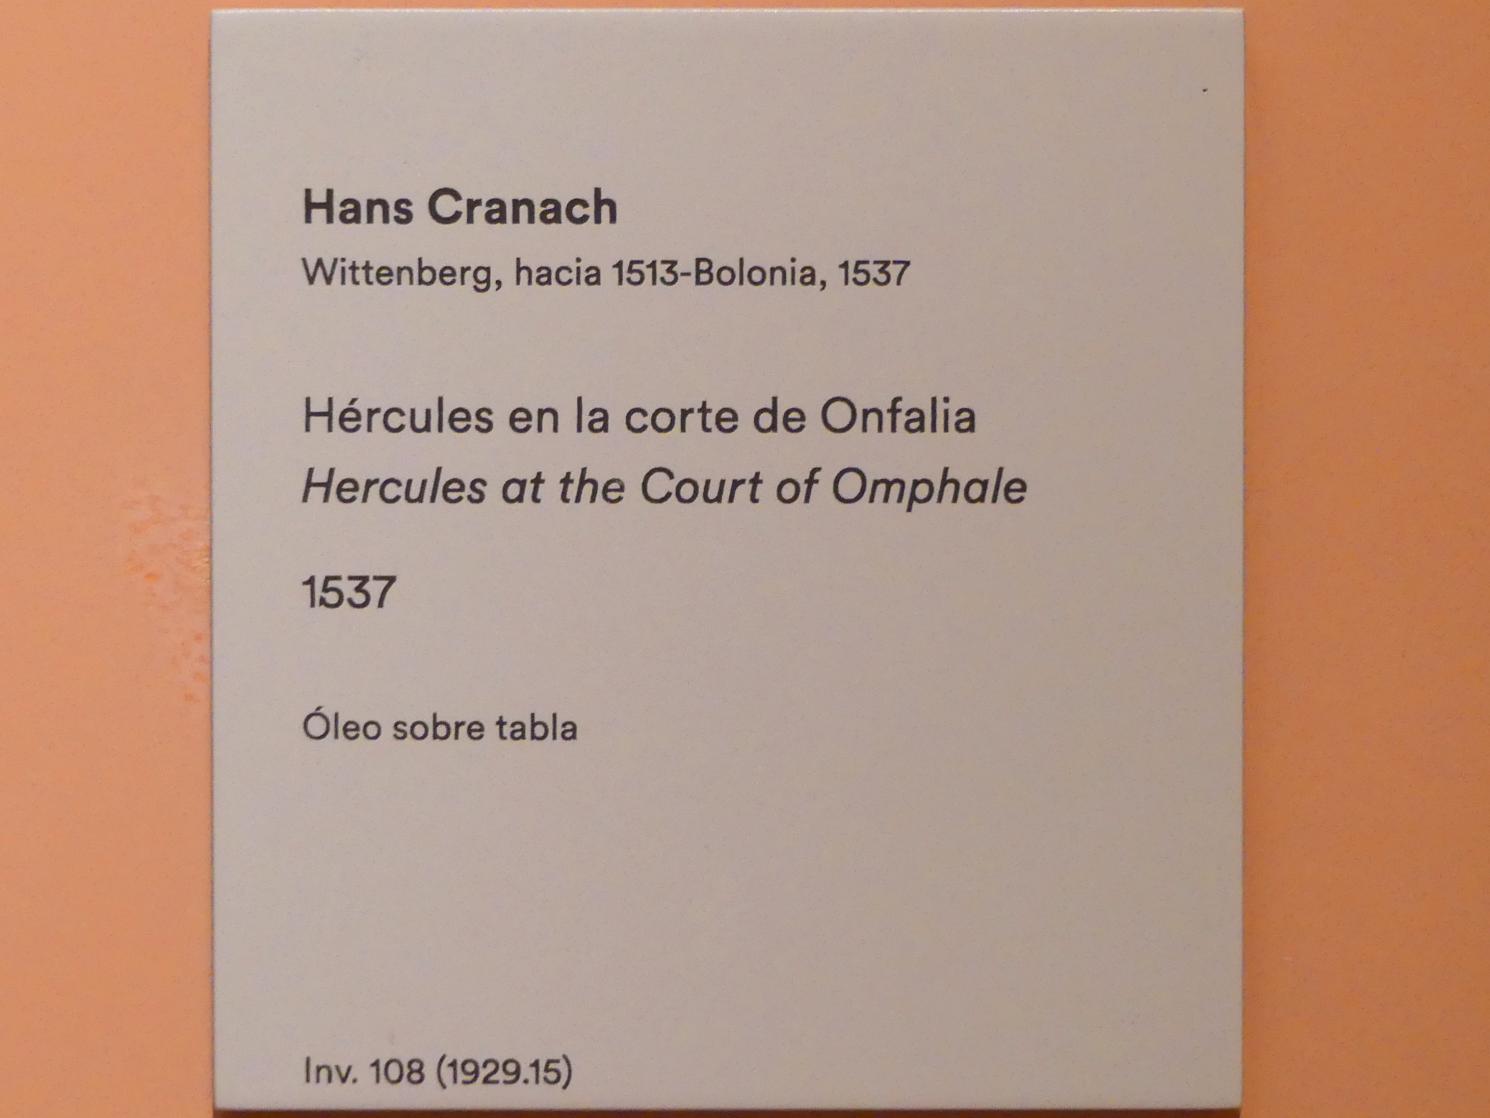 Hans Cranach
Wittenberg, hacia 1513-Bolonia, 1537
Hércules en la corte de Onfalia
Hercules at the Court of Omphale
1537
Óleo sobre tabla
Inv. 108 (1929.15)